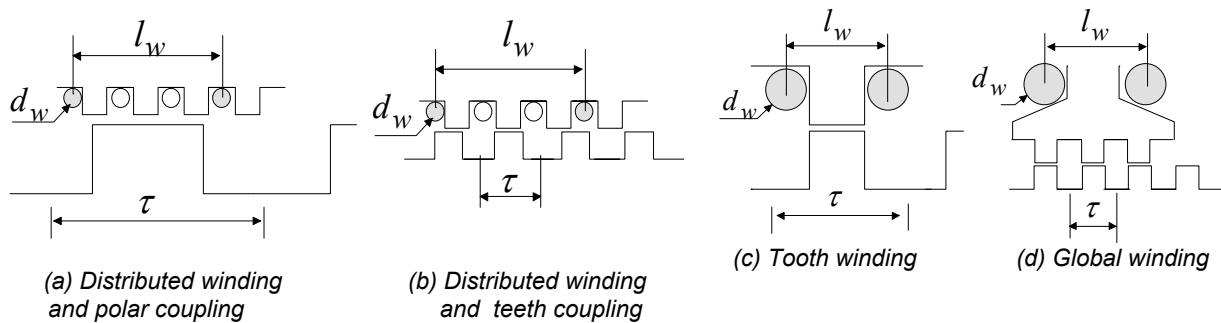 l_w
d_w
τ
(a) Distributed winding
and polar coupling
l_w
d_w
τ
(b) Distributed winding
and teeth coupling
l_w
d_w
τ
(c) Tooth winding
l_w
d_w
τ
(d) Global winding